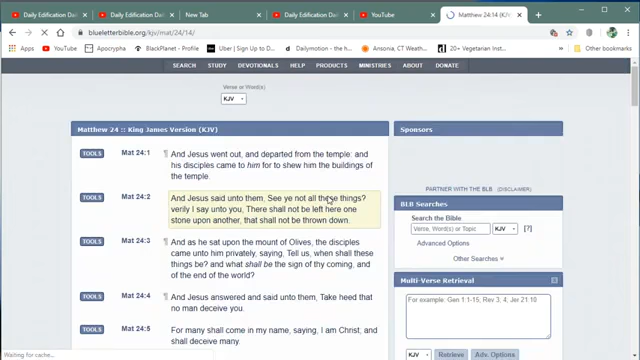 Daily Edification Daily
Daily Edification Daily
New Tab
Daily Edification Daily
YouTube
Matthew 24:14 (KJV
blueletterbible.org/kjv/mat/24/14/
Gmail
YouTube
Apocrypha
BlackPlanet - Profile
Uber | Sign Up to D...
Dailymotion - the 1...
Ansonia, CT Weath...
20+ Vegetarian Inst...
Other bookmarks
SEARCH STUDY DEVOTIONALS HELP PRODUCTS MINISTRIES ABOUT DONATE
Verse or Word(s)
KJV
Matthew 24 :: King James Version (KJV)
TOOLS Mat 24:1 ¶ And Jesus went out, and departed from the temple: and
his disciples came to him for to shew him the buildings of
the temple.
TOOLS Mat 24:2 And Jesus said unto them, See ye not all these things?
verily I say unto you, There shall not be left here one
stone upon another, that shall not be thrown down.
TOOLS Mat 24:3 ¶ And as he sat upon the mount of Olives, the disciples
came unto him privately, saying, Tell us, when shall these
things be? and what shall be the sign of thy coming, and
of the end of the world?
TOOLS Mat 24:4 ¶ And Jesus answered and said unto them, Take heed that
no man deceive you.
TOOLS Mat 24:5 For many shall come in my name, saying, I am Christ; and
shall deceive many.
Sponsors
PARTNER WITH THE BLB (DISCLAIMER)
BLB Searches
Search the Bible
Verse, Word(s) or Topic KJV [?]
Advanced Options
Other Searches
Multi-Verse Retrieval
For example: Gen 1:1-15; Rev 3, 4; Jer 21:10
KJV Retrieve Adv. Options
Waiting for cache...